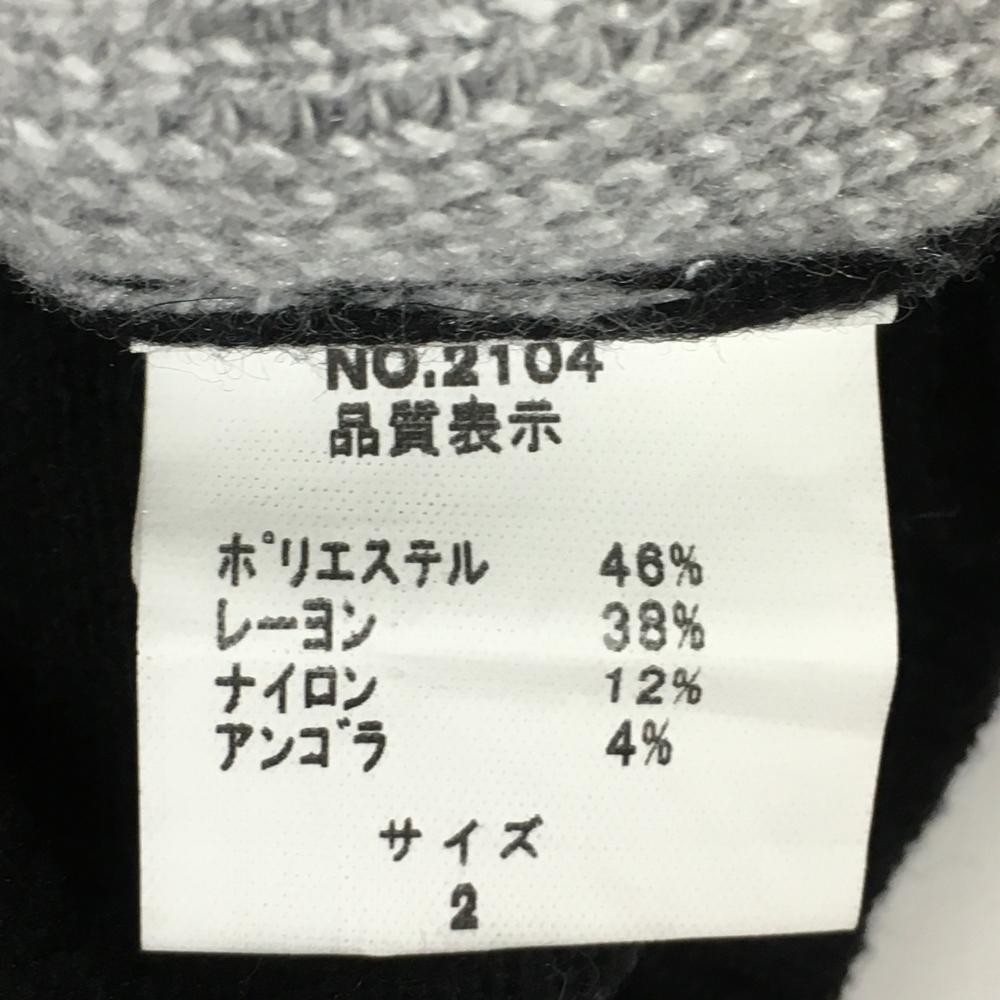 NO.2104
品質表示
ポリエステル 46%
レーヨン 38%
ナイロン 12%
アンゴラ 4%
サイズ
2